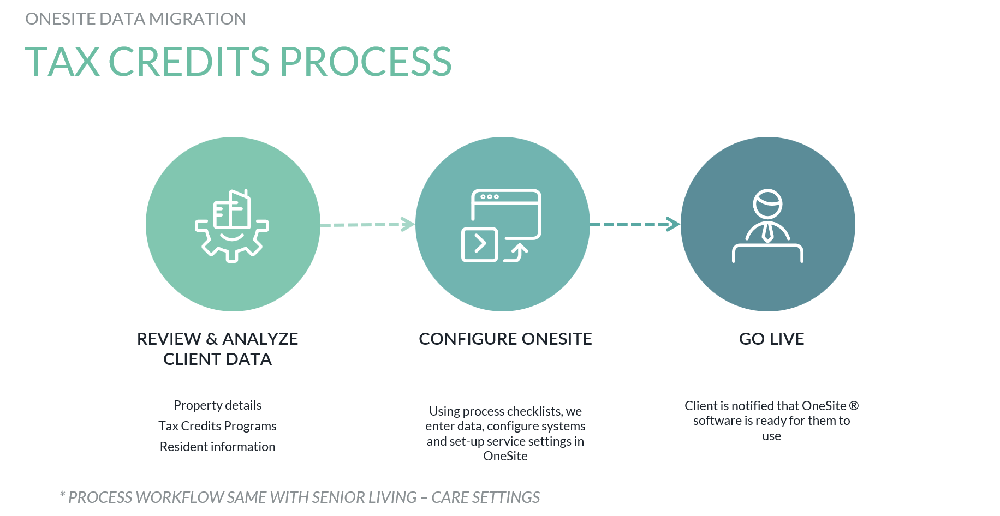 ONESITE DATA MIGRATION
TAX CREDITS PROCESS
REVIEW & ANALYZE
CLIENT DATA
Property details
Tax Credits Programs
Resident information
CONFIGURE ONESITE
Using process checklists, we
enter data, configure systems
and set-up service settings in
OneSite
GO LIVE
Client is notified that OneSite ®
software is ready for them to
use
* PROCESS WORKFLOW SAME WITH SENIOR LIVING – CARE SETTINGS